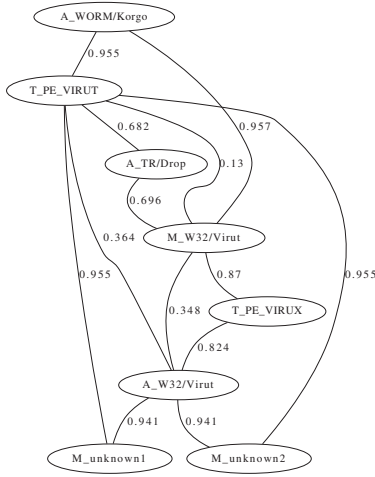 A_WORM/Korgo
0.955
T_PE_VIRUT
0.682
0.957
A_TR/Drop
0.13
0.696
M_W32/Virut
0.364
0.955
0.87
0.955
0.348
T_PE_VIRUX
0.824
A_W32/Virut
0.941
0.941
M_unknown1
M_unknown2